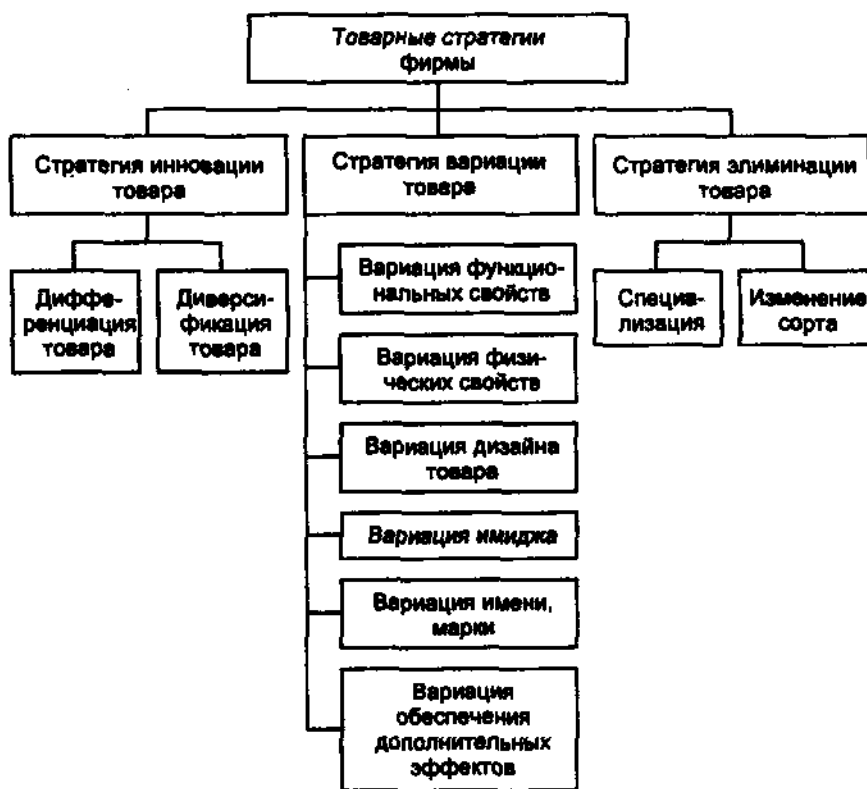 Товарные стратегии
фирмы
Стратегия инновации
товара
Стратегия вариации
товара
Стратегия элиминации
товара
Диффе-
ренциация
товара
Диверси-
фикация
товара
Вариация функцио-
нальных свойств
Вариация физи-
ческих свойств
Вариация дизайна
товара
Вариация имиджа
Вариация имени,
марки
Вариация
обеспечения
дополнительных
эффектов
Специа-
лизация
Изменение
сорта